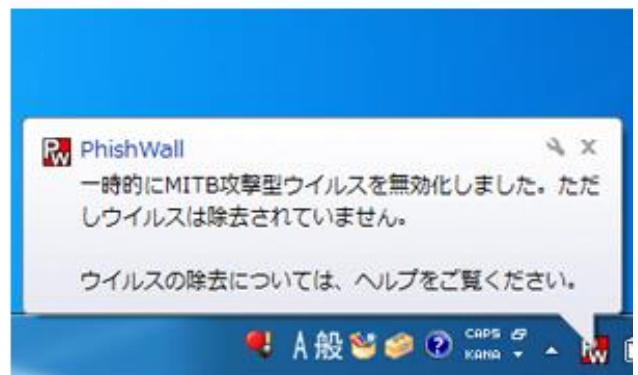 PhishWall
一時的にMITB攻撃型ウイルスを無効化しました。ただ
しウイルスは除去されていません。
ウイルスの除去については、ヘルプをご覧ください。
A 般 CAPS
KANA
PW